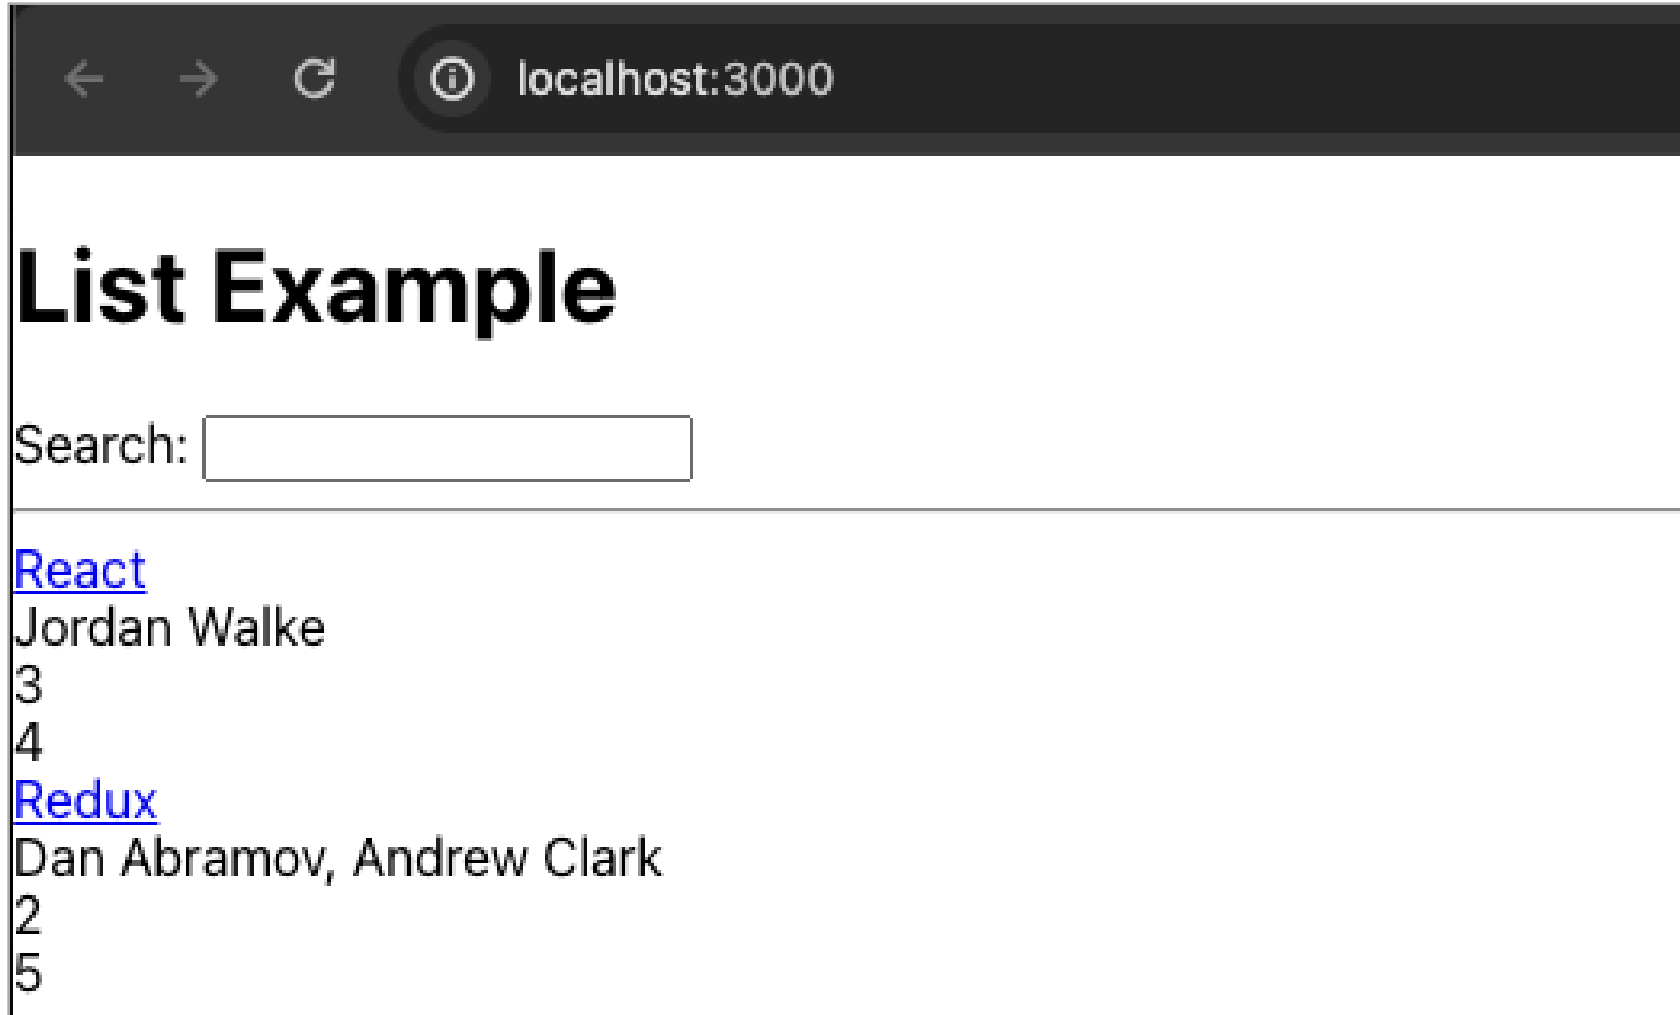 localhost:3000
List Example
Search:
React
Jordan Walke
3
4
Redux
Dan Abramov, Andrew Clark
2
5